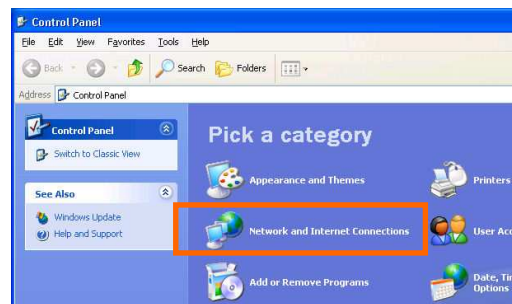 Control Panel
File Edit View Favorites Tools Help
Back Search Folders
Address Control Panel
Control Panel
Switch to Classic View
See Also
Windows Update
Help and Support
Pick a category
Appearance and Themes
Printers
Network and Internet Connections
User Acc
Add or Remove Programs
Date, Tim
Options